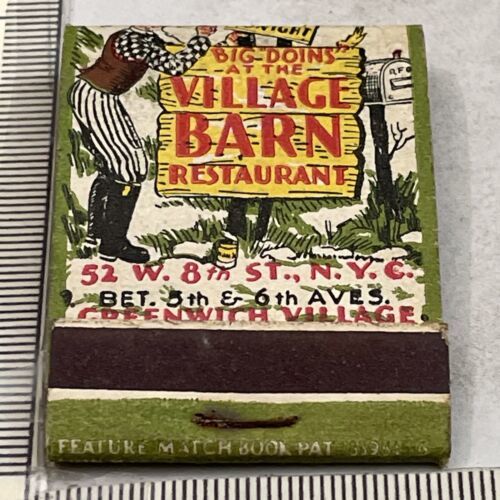 "BIG DOINS"
AT THE
VILLAGE
BARN
RESTAURANT
52 W. 8th ST., N.Y.C.
BET. 5th & 6th AVES.
GREENWICH VILLAGE
FEATURE MATCH BOOK PAT